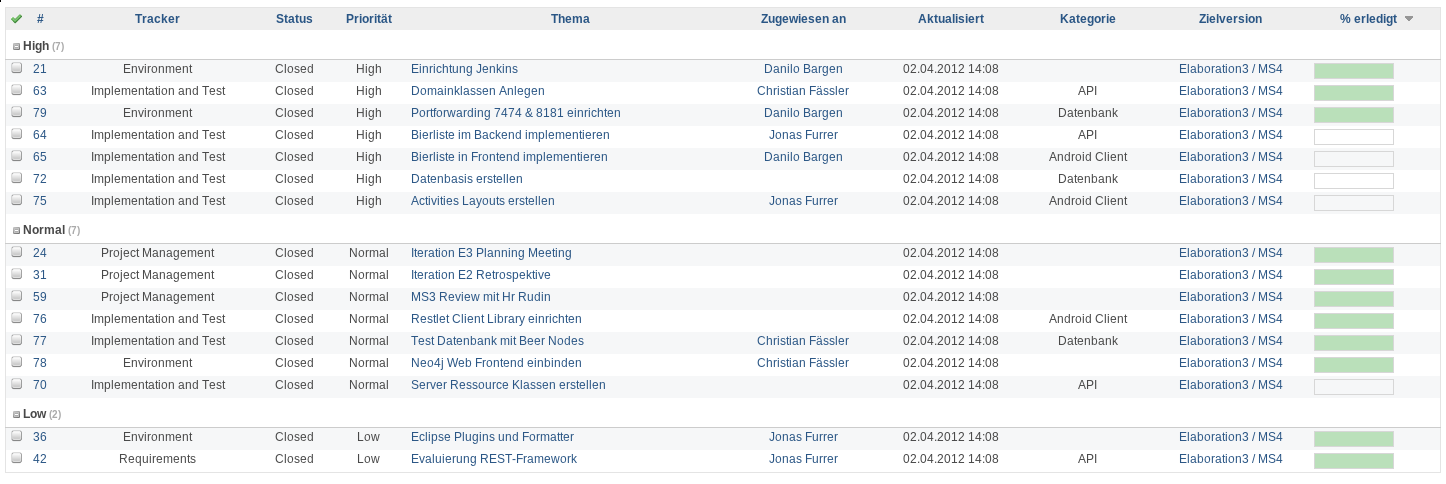 # Tracker Status Priorität Thema Zugewiesen an Aktualisiert Kategorie Zielversion % erledigt
High (7)
21 Environment Closed High Einrichtung Jenkins Danilo Bargen 02.04.2012 14:08 Elaboration3 / MS4
63 Implementation and Test Closed High Domainklassen Anlegen Christian Fässler 02.04.2012 14:08 API Elaboration3 / MS4
79 Environment Closed High Portforwarding 7474 & 8181 einrichten Danilo Bargen 02.04.2012 14:08 Datenbank Elaboration3 / MS4
64 Implementation and Test Closed High Bierliste im Backend implementieren Jonas Furrer 02.04.2012 14:08 API Elaboration3 / MS4
65 Implementation and Test Closed High Bierliste in Frontend implementieren Danilo Bargen 02.04.2012 14:08 Android Client Elaboration3 / MS4
72 Implementation and Test Closed High Datenbasis erstellen 02.04.2012 14:08 Datenbank Elaboration3 / MS4
75 Implementation and Test Closed High Activities Layouts erstellen Jonas Furrer 02.04.2012 14:08 Android Client Elaboration3 / MS4
Normal (7)
24 Project Management Closed Normal Iteration E3 Planning Meeting 02.04.2012 14:08 Elaboration3 / MS4
31 Project Management Closed Normal Iteration E2 Retrospektive 02.04.2012 14:08 Elaboration3 / MS4
59 Project Management Closed Normal MS3 Review mit Hr Rudin 02.04.2012 14:08 Elaboration3 / MS4
76 Implementation and Test Closed Normal Restlet Client Library einrichten 02.04.2012 14:08 Android Client Elaboration3 / MS4
77 Implementation and Test Closed Normal Test Datenbank mit Beer Nodes Christian Fässler 02.04.2012 14:08 Datenbank Elaboration3 / MS4
78 Environment Closed Normal Neo4j Web Frontend einbinden Christian Fässler 02.04.2012 14:08 Elaboration3 / MS4
70 Implementation and Test Closed Normal Server Ressource Klassen erstellen 02.04.2012 14:08 API Elaboration3 / MS4
Low (2)
36 Environment Closed Low Eclipse Plugins und Formatter Jonas Furrer 02.04.2012 14:08 Elaboration3 / MS4
42 Requirements Closed Low Evaluierung REST-Framework Jonas Furrer 02.04.2012 14:08 API Elaboration3 / MS4